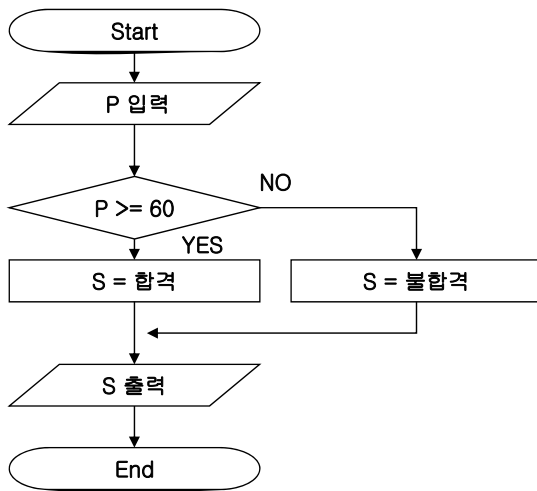 Start
P 입력
P >= 60
NO
YES
S = 합격
S = 불합격
S 출력
End